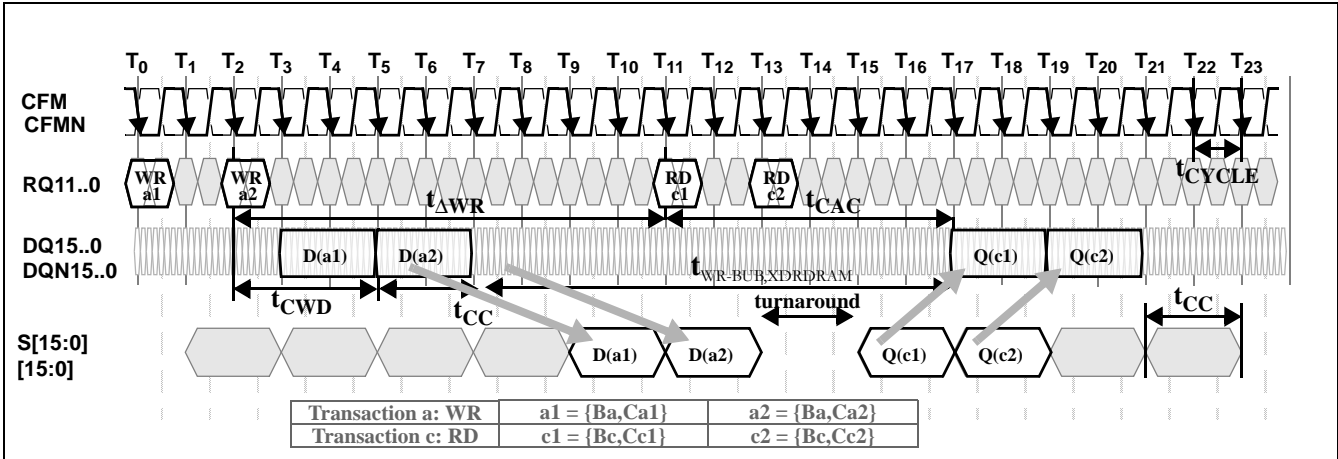 T0 T1 T2 T3 T4 T5 T6 T7 T8 T9 T10 T11 T12 T13 T14 T15 T16 T17 T18 T19 T20 T21 T22 T23
CFM
CFMN
tCYCLE
RQ11..0
WR a1
WR a2
RD c1
RD c2
tΔWR
tCAC
DQ15..0
DQN15..0
D(a1)
D(a2)
Q(c1)
Q(c2)
tWR-BUB,XDRDRAM
tCWD
tCC
turnaround
tCC
S[15:0]
[15:0]
D(a1)
D(a2)
Q(c1)
Q(c2)
Transaction a: WR a1 = {Ba,Ca1} a2 = {Ba,Ca2}
Transaction c: RD c1 = {Bc,Cc1} c2 = {Bc,Cc2}